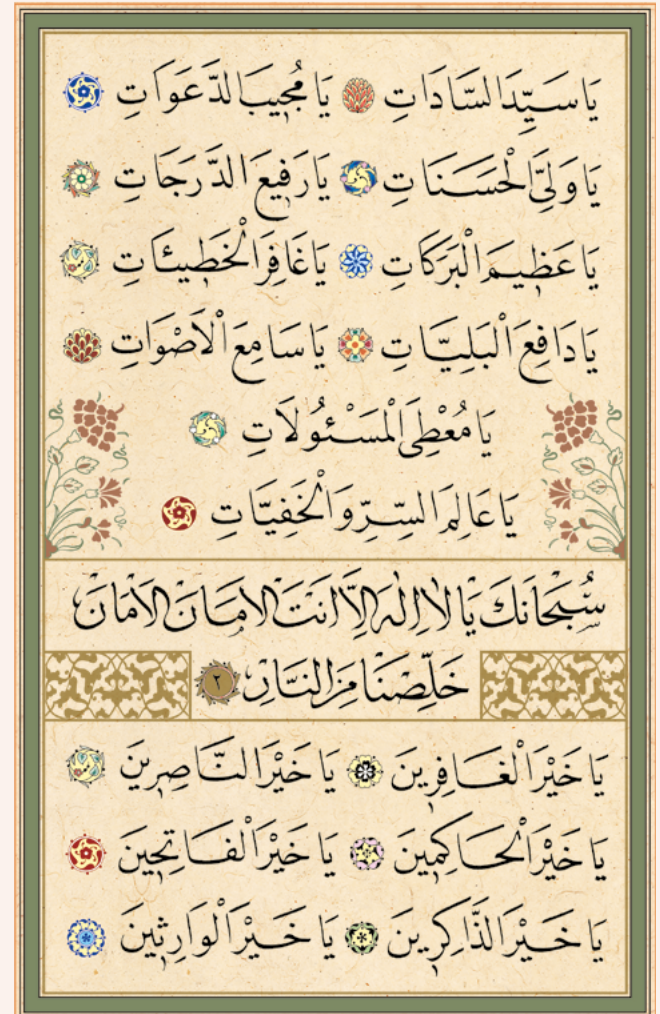 يَا سَيِّدَ السَّادَاتِ يَا مُجِيبَ الدَّعَوَاتِ
يَا وَلِيَّ الْحَسَنَاتِ يَا رَفِيعَ الدَّرَجَاتِ
يَا عَظِيمَ الْبَرَكَاتِ يَا غَافِرَ الْخَطِيئَاتِ
يَا دَافِعَ الْبَلِيَّاتِ يَا سَامِعَ الْاَصْوَاتِ
يَا مُعْطِيَ الْمَسْئُولَاتِ
يَا عَالِمَ السِّرِّ وَالْخَفِيَّاتِ
سُبْحَانَكَ يَا لَا اِلٰهَ اِلَّا اَنْتَ الْاَمَانَ الْاَمَانَ
خَلِّصْنَا مِنَ النَّارِ ٢
يَا خَيْرَ الْغَافِرِينَ يَا خَيْرَ النَّاصِرِينَ
يَا خَيْرَ الْحَاكِمِينَ يَا خَيْرَ الْفَاتِحِينَ
يَا خَيْرَ الذَّاكِرِينَ يَا خَيْرَ الْوَارِثِينَ